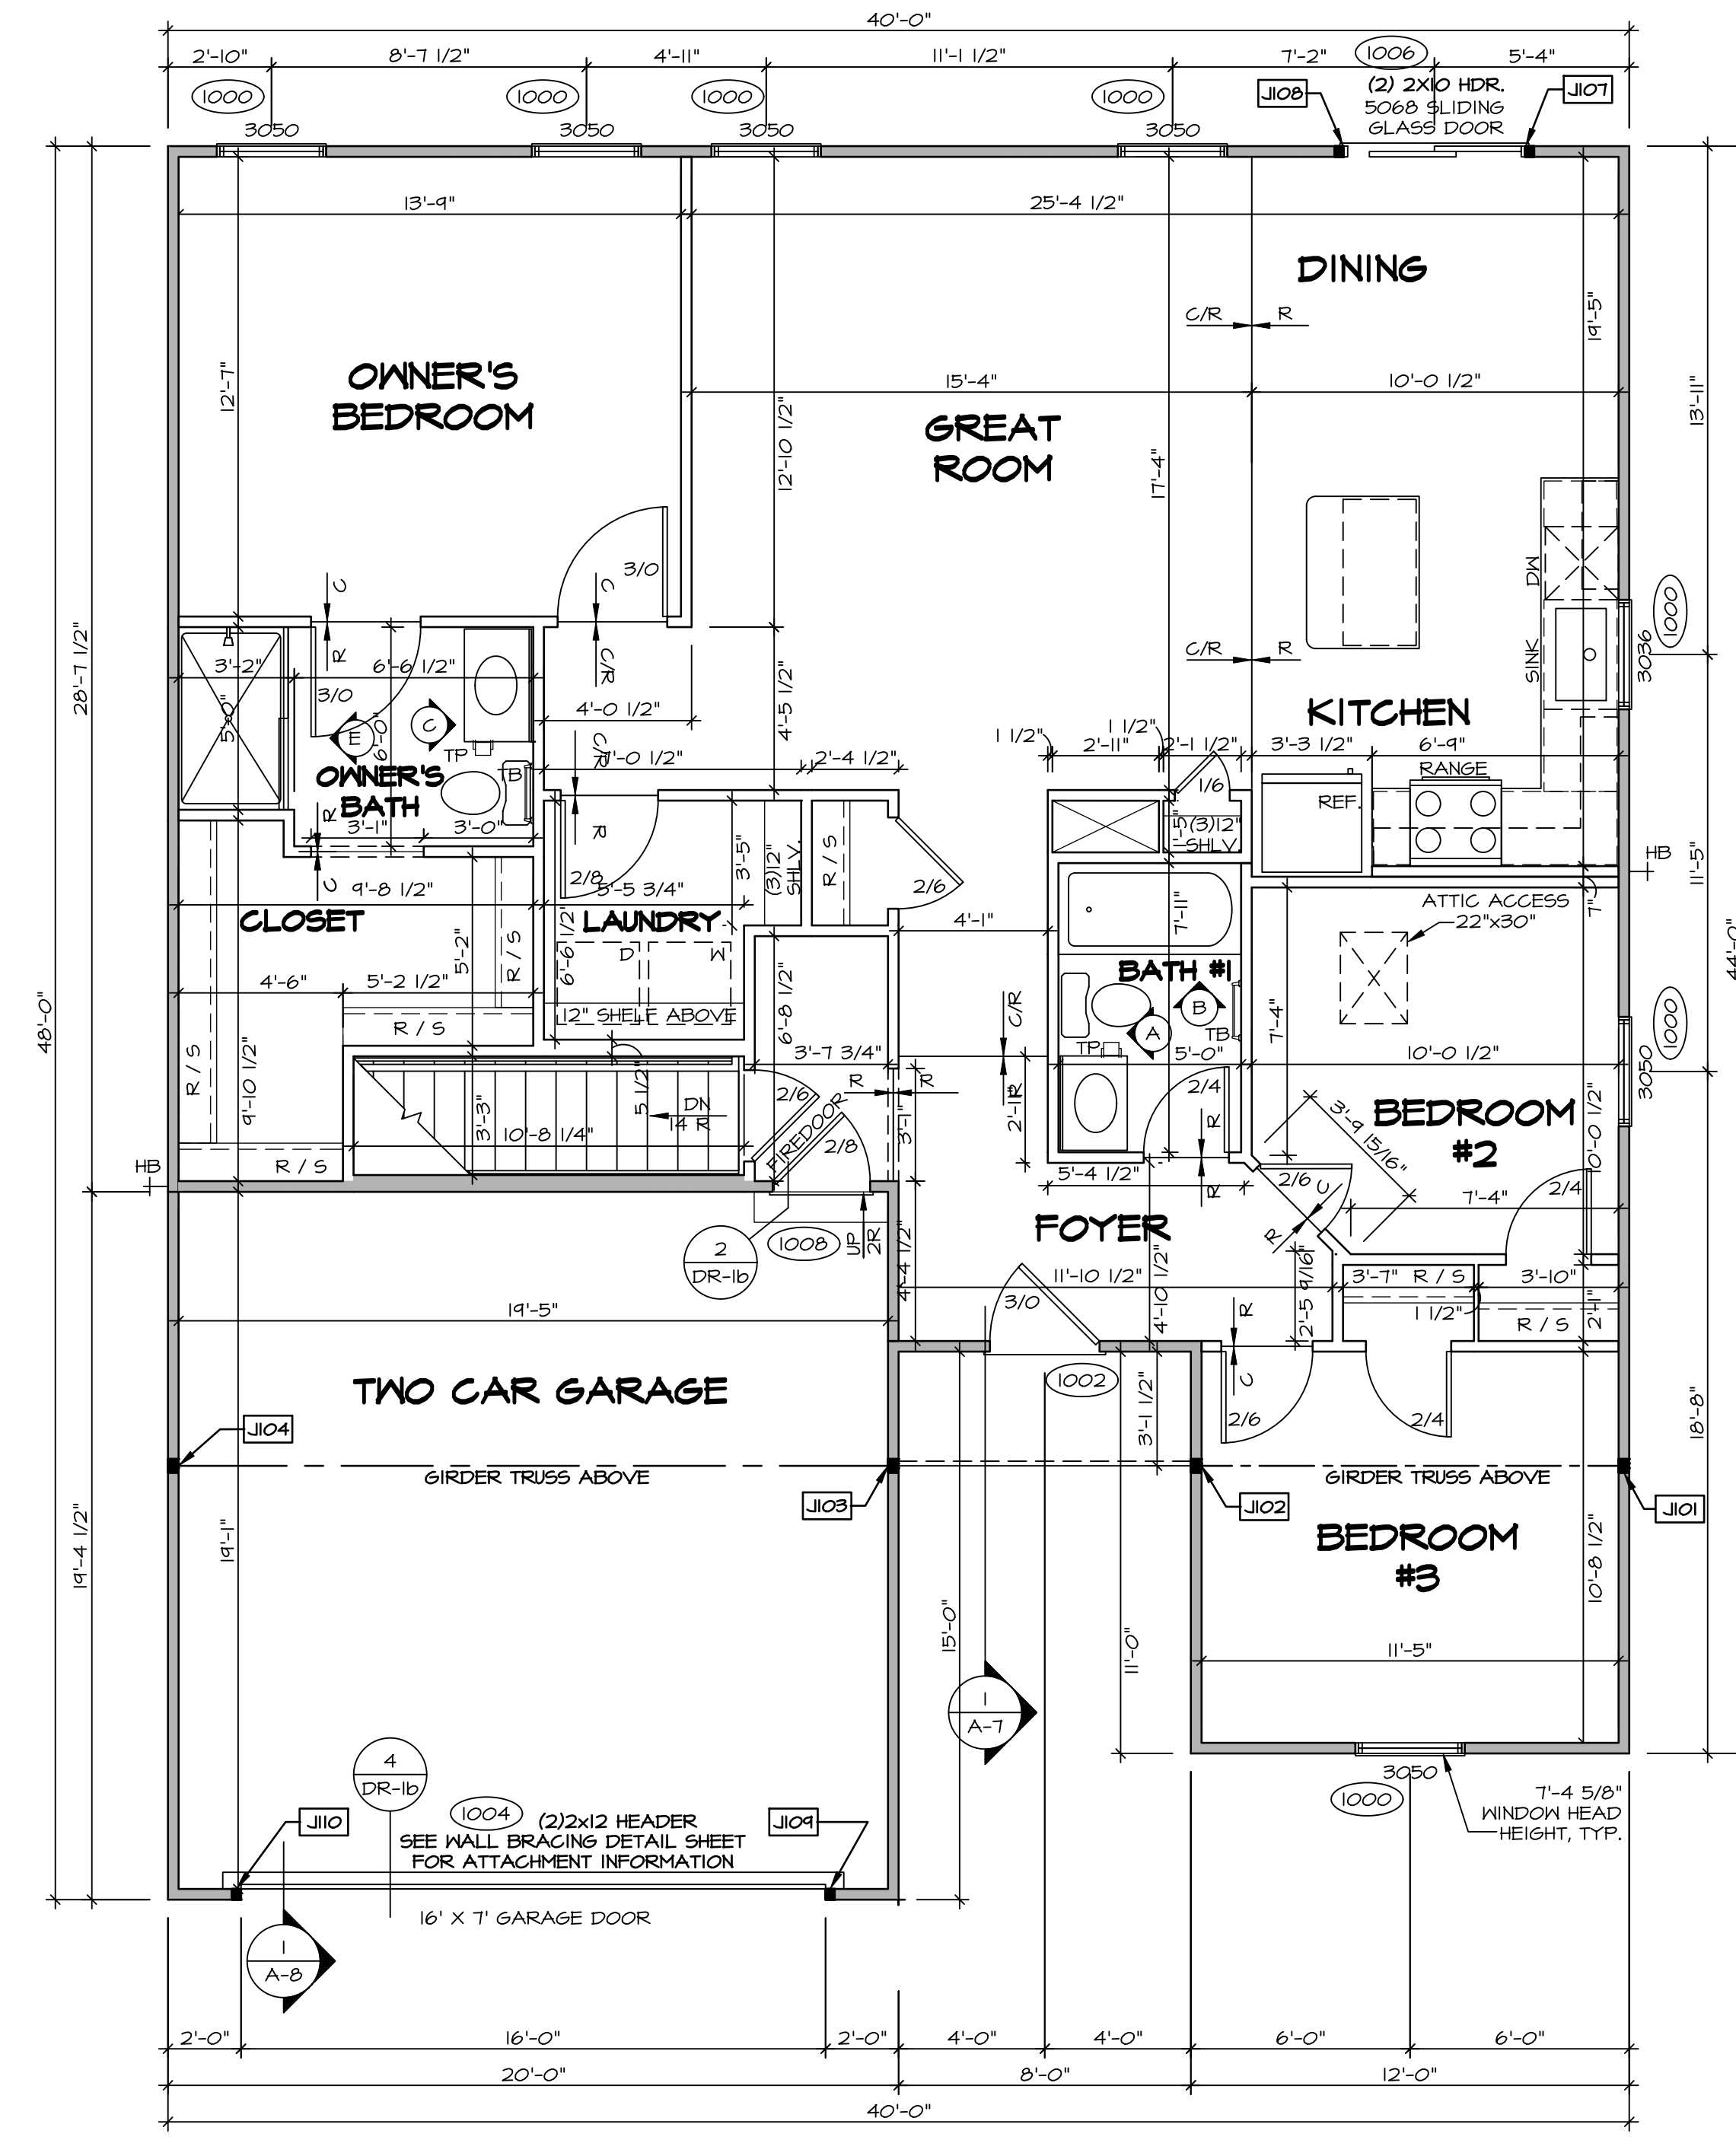 40'-0"
2'-10"
8'-7 1/2"
4'-11"
11'-1 1/2"
7'-2"
1006
5'-4"
1000
1000
1000
1000
J108
(2) 2X10 HDR.
5068 SLIDING
GLASS DOOR
J107
3050
3050
3050
3050
13'-9"
25'-4 1/2"
DINING
19'-5"
C/R
R
12'-7"
OWNER'S
BEDROOM
15'-4"
10'-0 1/2"
13'-11"
12'-10 1/2"
GREAT
ROOM
17'-4"
3/0
C
C
R
C/R
DW
SINK
1000
3036
C/R
R
28'-7 1/2"
3'-2"
6'-6 1/2"
3/0
5'-0"
E
C
6'-0"
TP
TB
4'-0 1/2"
4'-5 1/2"
KITCHEN
OWNER'S
BATH
C/R
7'-0 1/2"
2'-4 1/2"
1 1/2"
2'-11"
1 1/2"
2'-1 1/2"
3'-3 1/2"
6'-9"
RANGE
1/6
REF.
R
3'-1"
3'-0"
R
C
3'-5"
(3)12"
SHLV.
R / S
1'-5"
(3)12"
SHLV.
HB
11'-5"
2/8
5'-5 3/4"
2/6
9'-8 1/2"
CLOSET
LAUNDRY
4'-1"
7'-11"
7"
ATTIC ACCESS
22"x30"
44'-0"
5'-2"
R / S
6'-6 1/2"
D
W
BATH #1
4'-6"
5'-2 1/2"
12" SHELF ABOVE
R / S
6'-8 1/2"
C/R
R
B
A
TB
TP
7'-4"
1000
3050
48'-0"
R / S
9'-10 1/2"
3'-7 3/4"
5'-0"
10'-0 1/2"
5 1/2"
DN
14 R
3'-3"
10'-8 1/4"
2/6
FIREDOOR
2/8
R
R
3'-1"
2'-11"
2/4
R
R
3'-9 15/16"
BEDROOM
#2
10'-0 1/2"
R / S
HB
5'-4 1/2"
2/6
C
R
7'-4"
2/4
2
DR-1b
1008
UP
2R
4'-4 1/2"
FOYER
11'-10 1/2"
4'-10 1/2"
2'-5 9/16"
3'-7"
R / S
1 1/2"
3'-10"
R / S
2'-11"
19'-5"
3/0
R
C
1002
3'-1 1/2"
TWO CAR GARAGE
2/6
2/4
18'-8"
J104
GIRDER TRUSS ABOVE
J103
J102
GIRDER TRUSS ABOVE
J101
19'-4 1/2"
19'-1"
BEDROOM
#3
10'-8 1/2"
15'-0"
11'-0"
11'-5"
1
A-7
4
DR-1b
3050
1000
7'-4 5/8"
WINDOW HEAD
HEIGHT, TYP.
J110
1004
(2)2x12 HEADER
SEE WALL BRACING DETAIL SHEET
FOR ATTACHMENT INFORMATION
J109
16' X 7' GARAGE DOOR
1
A-8
2'-0"
16'-0"
2'-0"
4'-0"
4'-0"
6'-0"
6'-0"
20'-0"
8'-0"
12'-0"
40'-0"